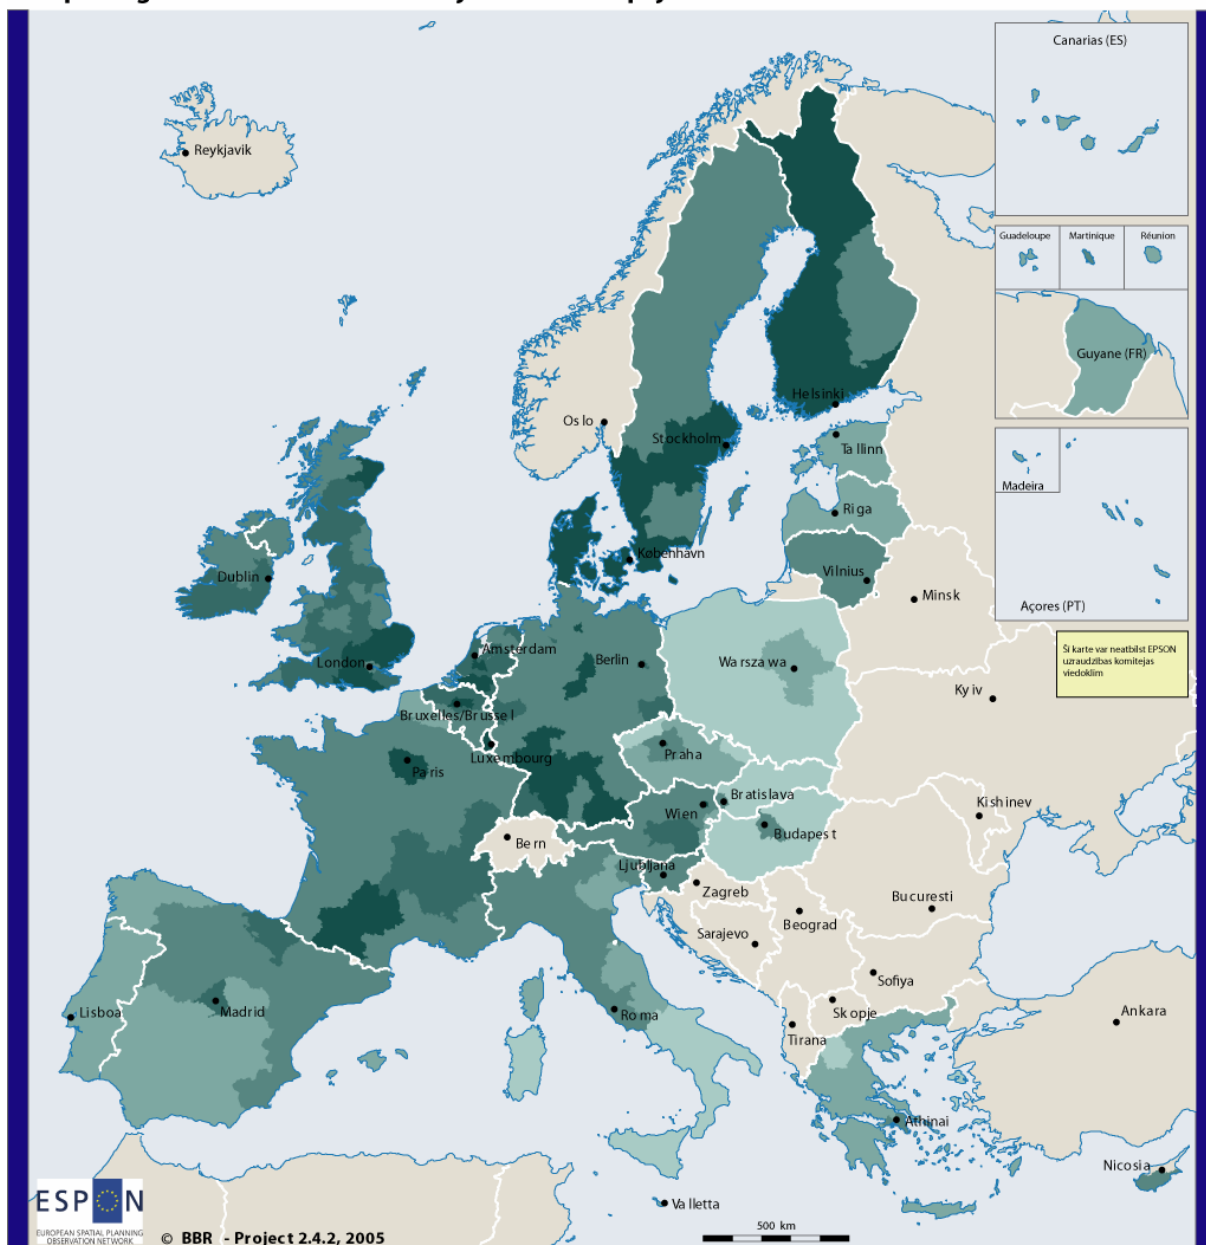 Canarias (ES)
Reykjavik
Guadeloupe
Martinique
Réunion
Guyane (FR)
Helsinki
Oslo
Stockholm
Tallinn
Madeira
Riga
København
Vilnius
Dublin
Minsk
Açores (PT)
Amsterdam
London
Berlin
Warszawa
Šī karte var neatbilst EPSON
uzraudzības komitejas
viedoklim
Kyiv
Bruxelles/Brussel
Luxembourg
Praha
Paris
Bratislava
Kishinev
Wien
Budapest
Bern
Ljubljana
Zagreb
Bucuresti
Beograd
Sarajevo
Sofiya
Lisboa
Madrid
Roma
Skopje
Ankara
Tirana
Athinai
Nicosia
Valletta
ESPON
EUROPEAN SPATIAL PLANNING
OBSERVATION NETWORK
© BBR - Project 2.4.2, 2005
500 km